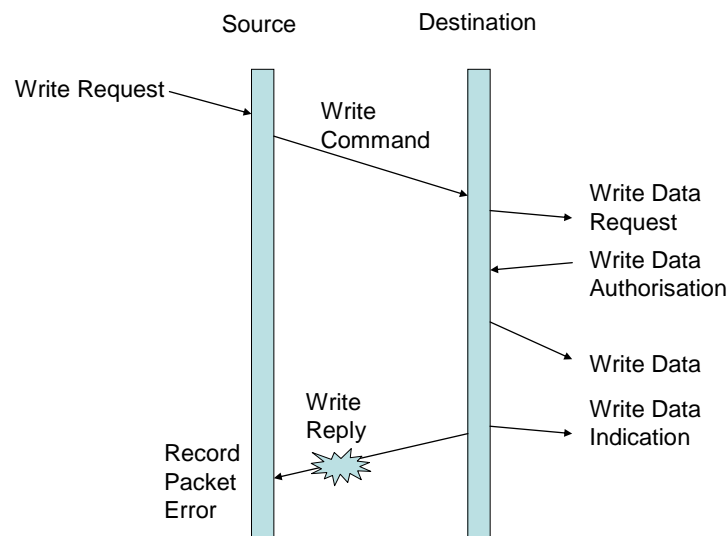 Source
Destination
Write Request
Write
Command
Write Data
Request
Write Data
Authorisation
Write Data
Write Data
Indication
Write
Reply
Record
Packet
Error